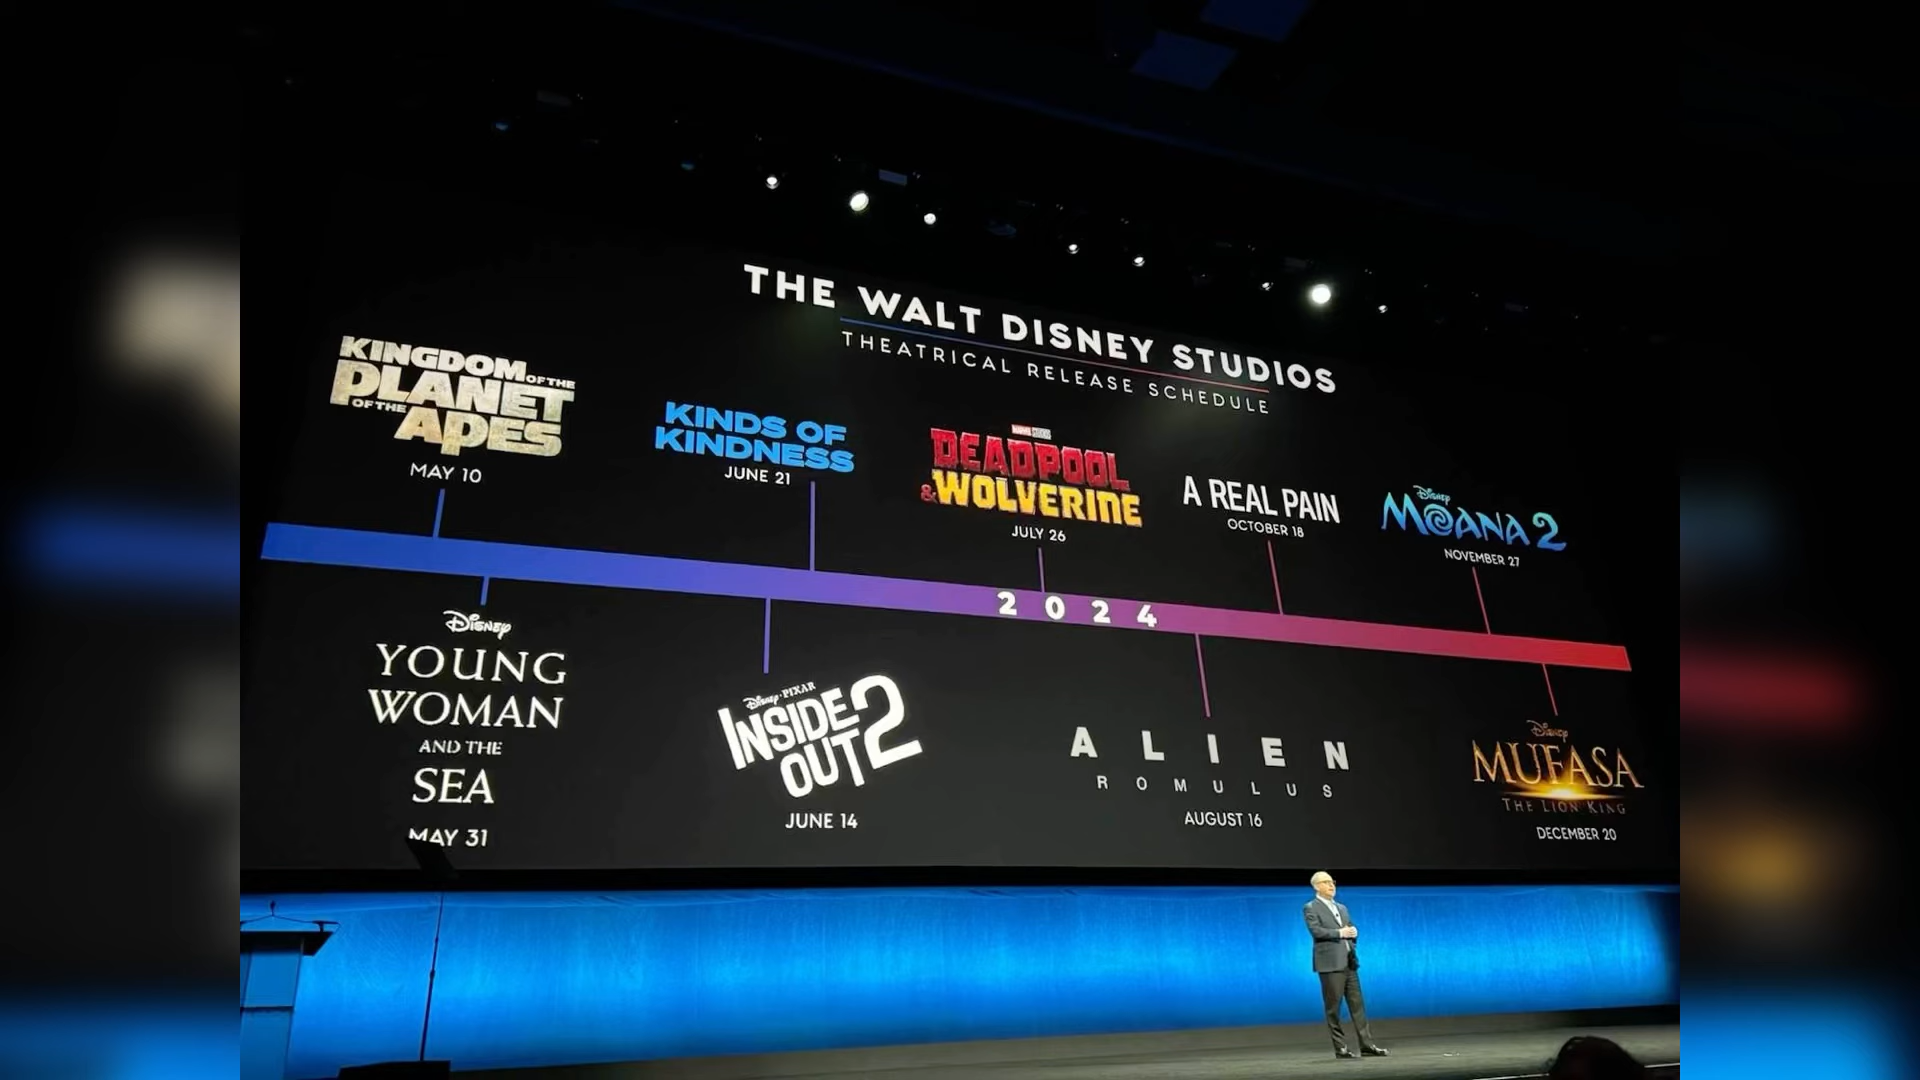 THE WALT DISNEY STUDIOS
THEATRICAL RELEASE SCHEDULE
KINGDOM OF THE
PLANET
OF THE APES
MAY 10
KINDS OF
KINDNESS
JUNE 21
MARVEL STUDIOS
DEADPOOL
& WOLVERINE
JULY 26
A REAL PAIN
OCTOBER 18
Disney
MOANA 2
NOVEMBER 27
2024
Disney
YOUNG
WOMAN
AND THE
SEA
MAY 31
Disney · PIXAR
INSIDE
OUT 2
JUNE 14
ALIEN
ROMULUS
AUGUST 16
Disney
MUFASA
THE LION KING
DECEMBER 20